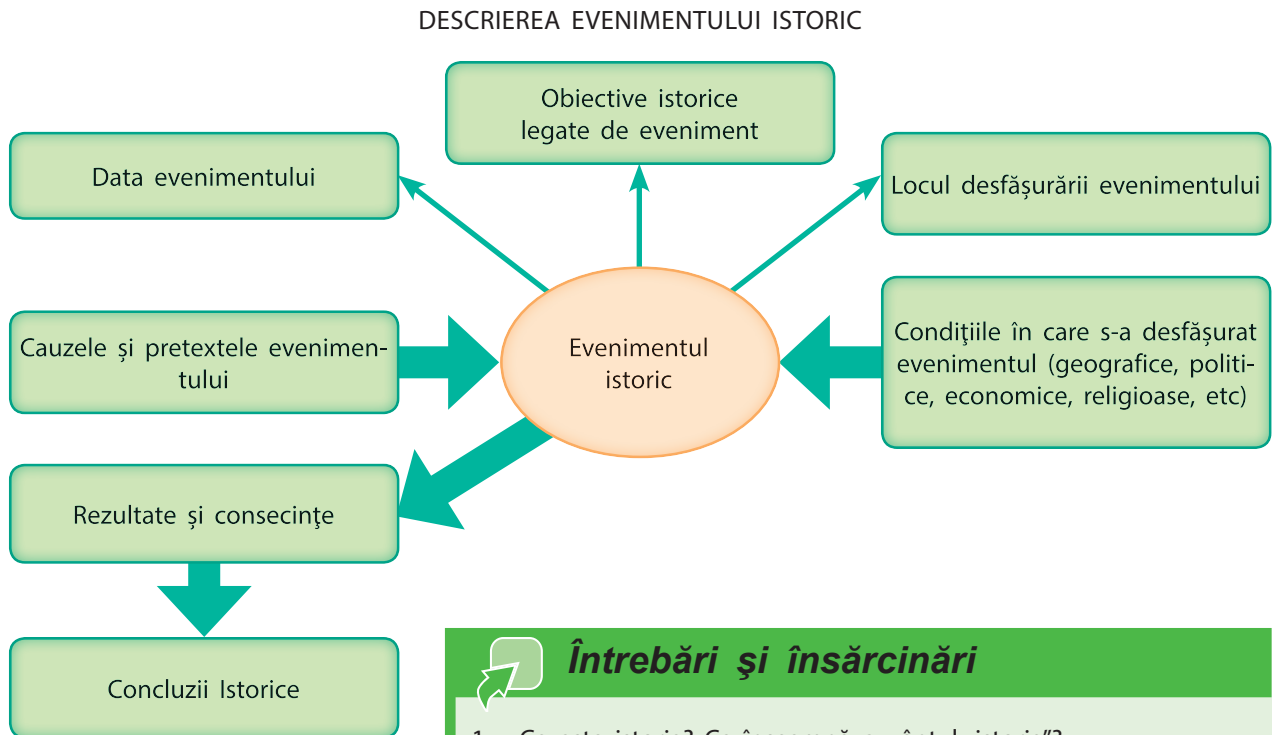 DESCRIEREA EVENIMENTULUI ISTORIC
Obiective istorice
legate de eveniment
Data evenimentului
Locul desfășurării evenimentului
Cauzele și pretextele evenimen-
tului
Evenimentul
istoric
Condiţiile în care s-a desfășurat
evenimentul (geografice, politi-
ce, economice, religioase, etc)
Rezultate și consecinţe
Concluzii Istorice
Întrebări şi însărcinări